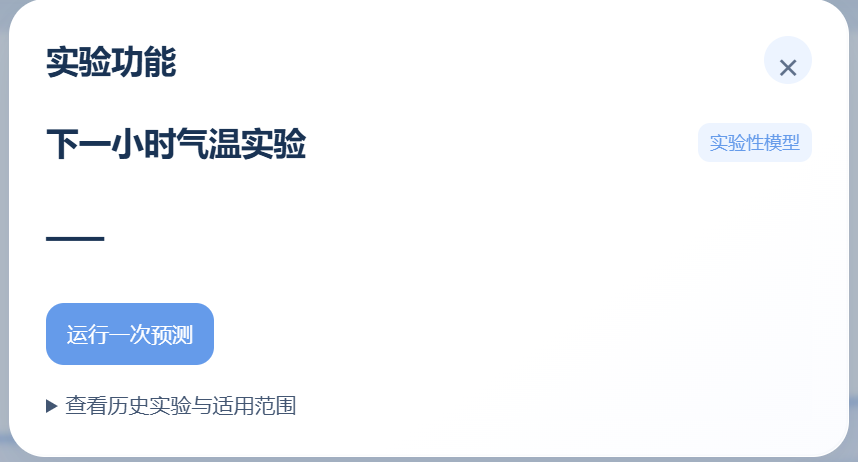 实验功能
×
下一小时气温实验
实验性模型
——
运行一次预测
▶ 查看历史实验与适用范围